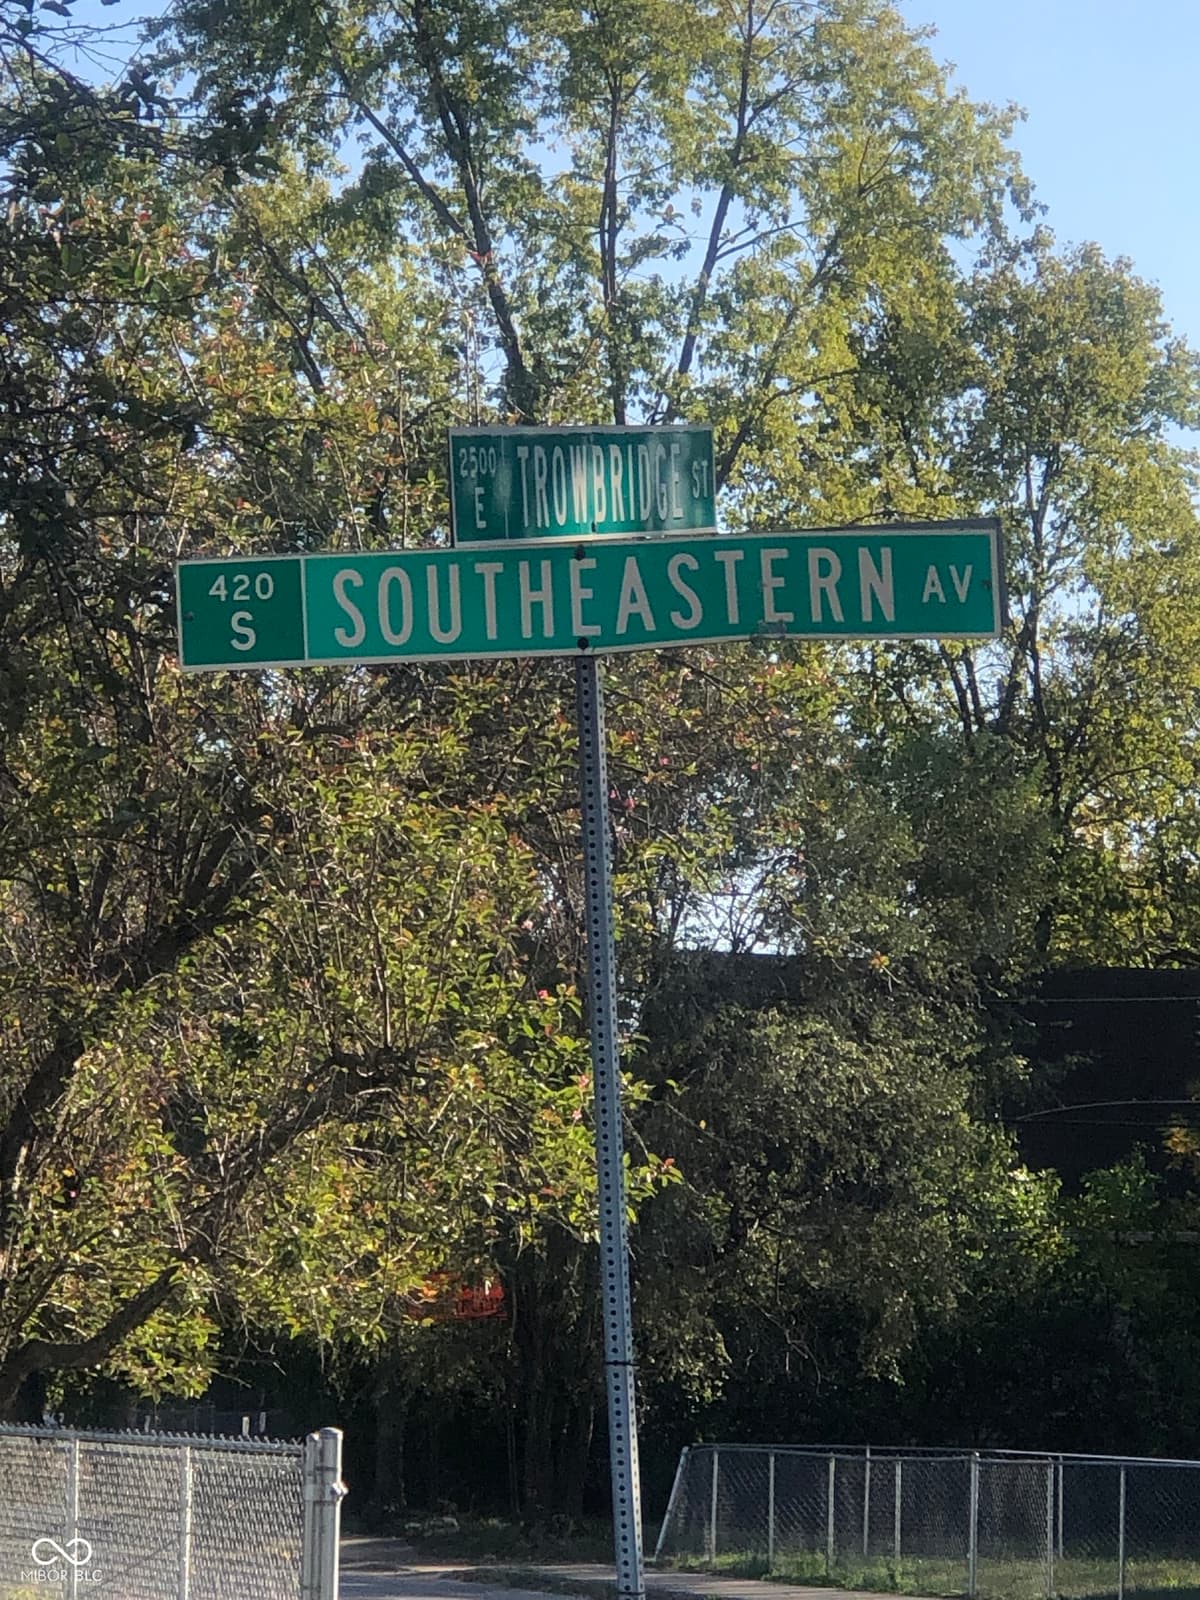 2500 E TROWBRIDGE ST
420 S SOUTHEASTERN AV
MIBOR BLC